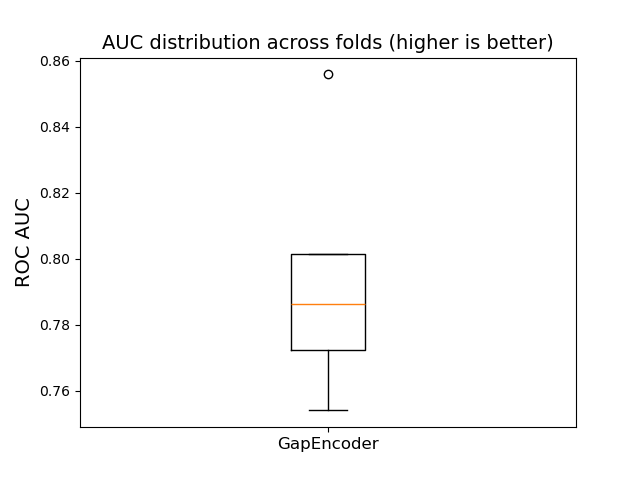 AUC distribution across folds (higher is better)
ROC AUC
0.86
0.84
0.82
0.80
0.78
0.76
GapEncoder